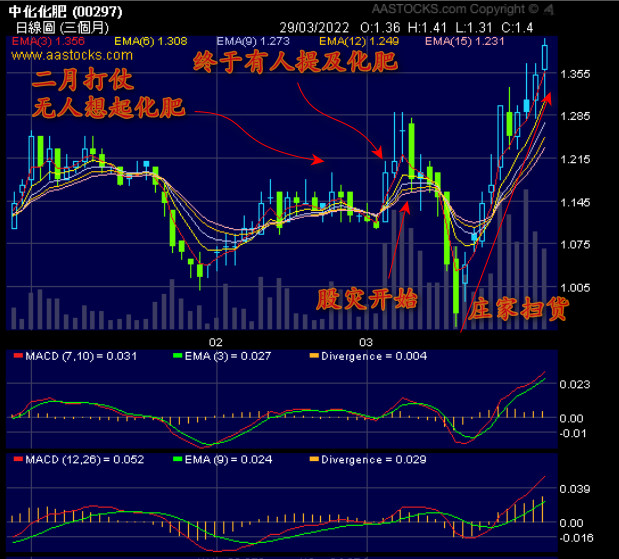 中化化肥 (00297)
AASTOCKS.com Copyright ©
日線圖 (三個月)
29/03/2022 O:1.36 H:1.41 L:1.31 C:1.4
EMA(3) 1.356 EMA(6) 1.308 EMA(9) 1.273 EMA(12) 1.249 EMA(15) 1.231
www.aastocks.com
终于有人提及化肥
二月打仗
无人想起化肥
1.355
1.285
1.215
1.145
1.075
1.005
股灾开始
庄家扫货
02 03
MACD (7,10) = 0.031 EMA (3) = 0.027 Divergence = 0.004
0.023
0.00
-0.01
MACD (12,26) = 0.052 EMA (9) = 0.024 Divergence = 0.029
0.039
0.00
-0.016